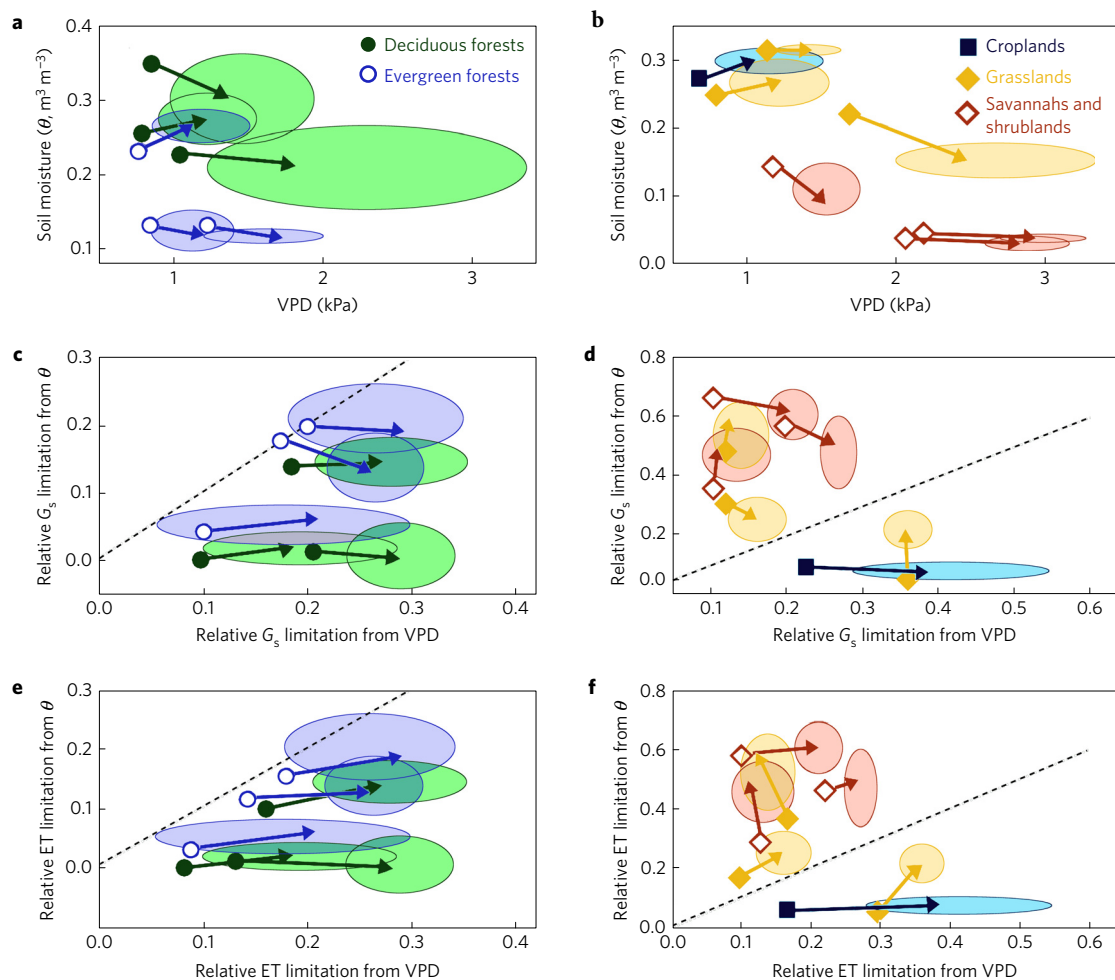 a
Soil moisture (θ, m³ m⁻³)
0.4
0.3
0.2
0.1
1
2
3
VPD (kPa)
Deciduous forests
Evergreen forests
b
Soil moisture (θ, m³ m⁻³)
0.4
0.3
0.2
0.1
0.0
1
2
3
VPD (kPa)
Croplands
Grasslands
Savannahs and
shrublands
c
Relative Gs limitation from θ
0.3
0.2
0.1
0.0
0.0
0.1
0.2
0.3
0.4
Relative Gs limitation from VPD
d
Relative Gs limitation from θ
0.8
0.6
0.4
0.2
0.0
0.1
0.2
0.3
0.4
0.5
0.6
Relative Gs limitation from VPD
e
Relative ET limitation from θ
0.3
0.2
0.1
0.0
0.0
0.1
0.2
0.3
0.4
Relative ET limitation from VPD
f
Relative ET limitation from θ
0.8
0.6
0.4
0.2
0.0
0.0
0.1
0.2
0.3
0.4
0.5
0.6
Relative ET limitation from VPD